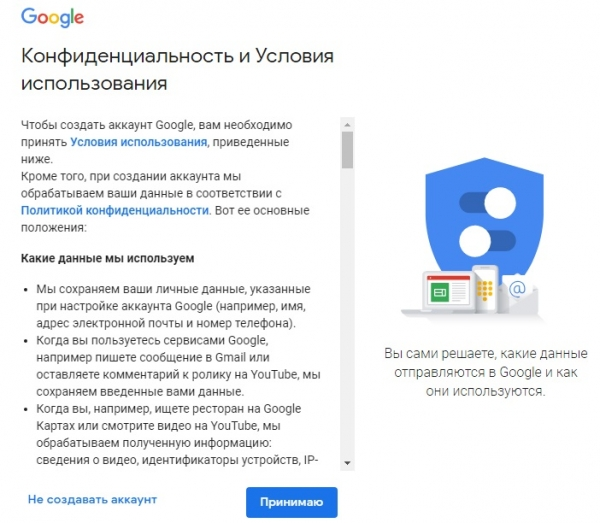 Google
Конфиденциальность и Условия
использования
Чтобы создать аккаунт Google, вам необходимо
принять Условия использования, приведенные
ниже.
Кроме того, при создании аккаунта мы
обрабатываем ваши данные в соответствии с
Политикой конфиденциальности. Вот ее основные
положения:
Какие данные мы используем
• Мы сохраняем ваши личные данные, указанные
при настройке аккаунта Google (например, имя,
адрес электронной почты и номер телефона).
• Когда вы пользуетесь сервисами Google,
например пишете сообщение в Gmail или
оставляете комментарий к ролику на YouTube, мы
сохраняем введенные вами данные.
• Когда вы, например, ищете ресторан на Google
Картах или смотрите видео на YouTube, мы
обрабатываем полученную информацию:
сведения о видео, идентификаторы устройств, IP-
@
Вы сами решаете, какие данные
отправляются в Google и как
они используются.
Не создавать аккаунт
Принимаю